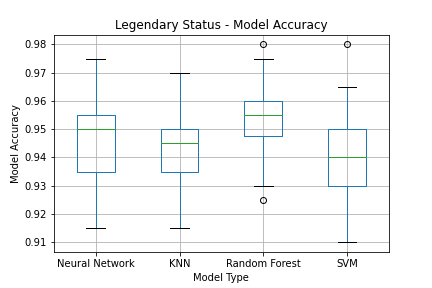 Legendary Status - Model Accuracy
0.98
0.97
0.96
0.95
0.94
0.93
0.92
0.91
Model Accuracy
Neural Network KNN Random Forest SVM
Model Type